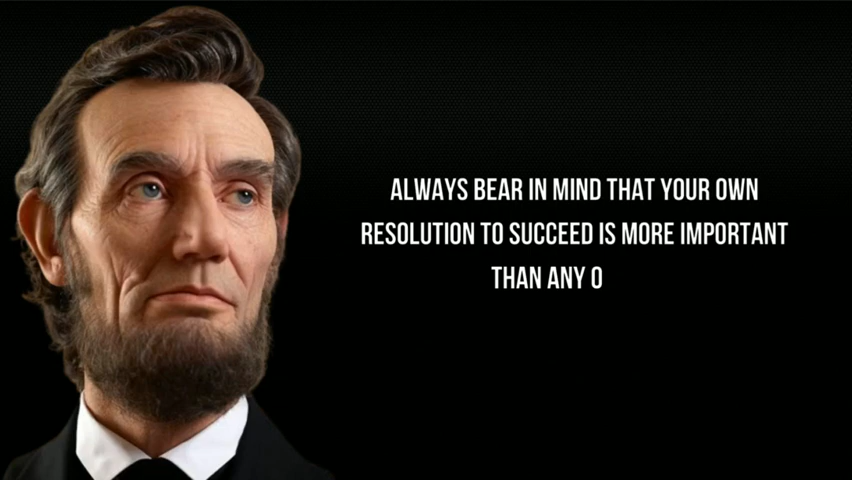 ALWAYS BEAR IN MIND THAT YOUR OWN
RESOLUTION TO SUCCEED IS MORE IMPORTANT
THAN ANY O